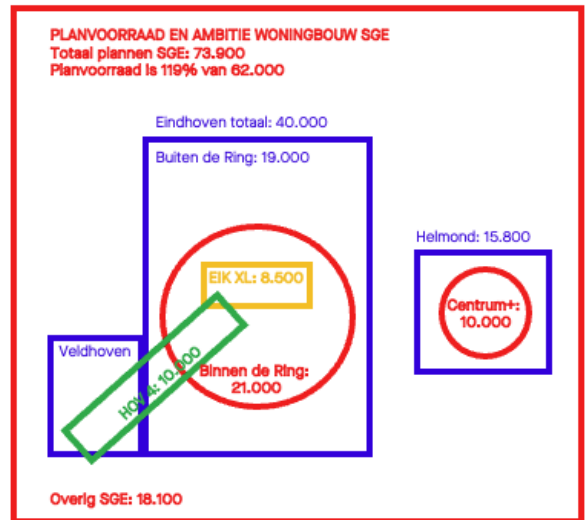 PLANVOORRAAD EN AMBITIE WONINGBOUW SGE
Totaal plannen SGE: 73.900
Planvoorraad is 119% van 62.000
Eindhoven totaal: 40.000
Buiten de Ring: 19.000
Helmond: 15.800
EIK XL: 8.500
Centrum+:
10.000
Veldhoven
HOV 4: 10.000
Binnen de Ring:
21.000
Overig SGE: 18.100